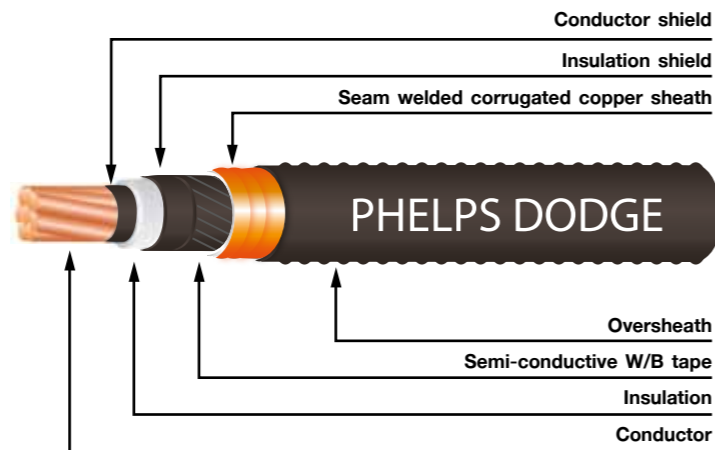 Conductor shield
Insulation shield
Seam welded corrugated copper sheath
PHELPS DODGE
Oversheath
Semi-conductive W/B tape
Insulation
Conductor